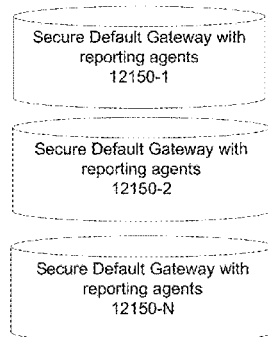 Secure Default Gateway with
reporting agents
12150-1
Secure Default Gateway with
reporting agents
12150-2
Secure Default Gateway with
reporting agents
12150-N